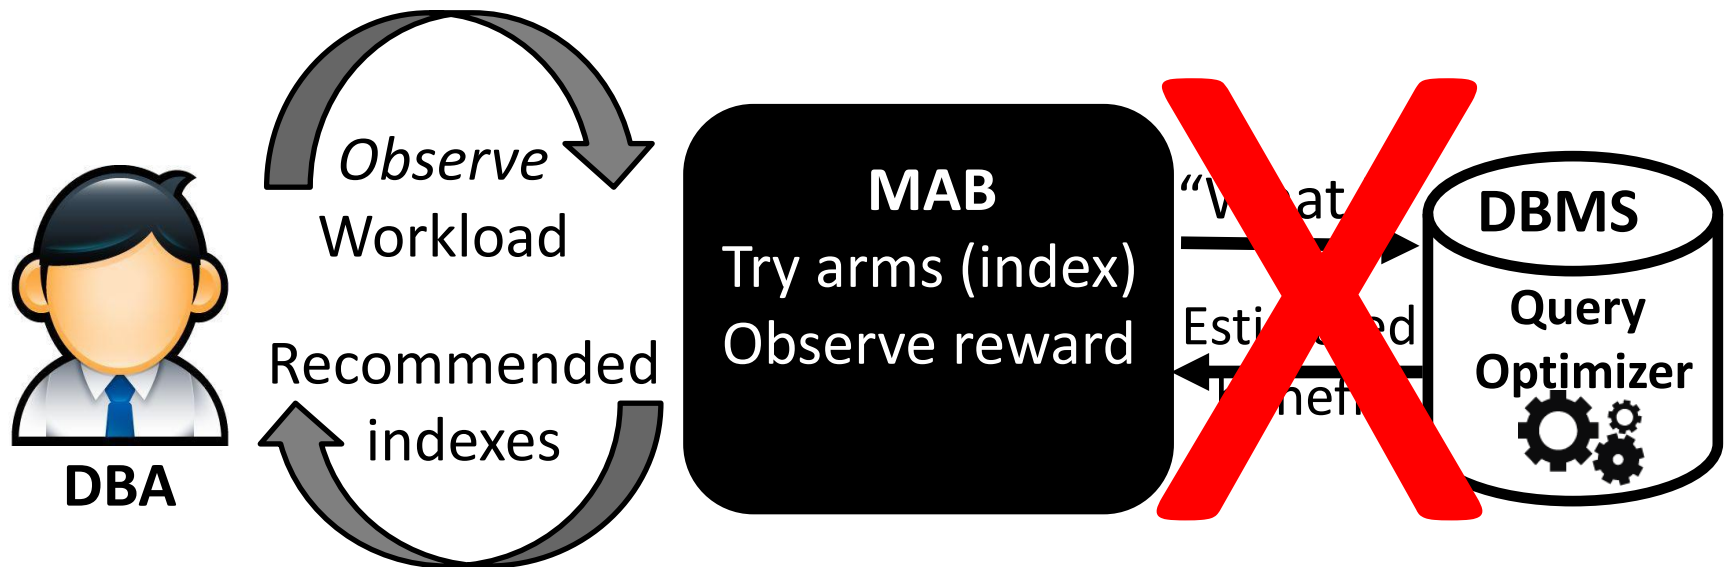 Observe
Workload
Recommended
indexes
DBA
MAB
Try arms (index)
Observe reward
DBMS
Query
Optimizer